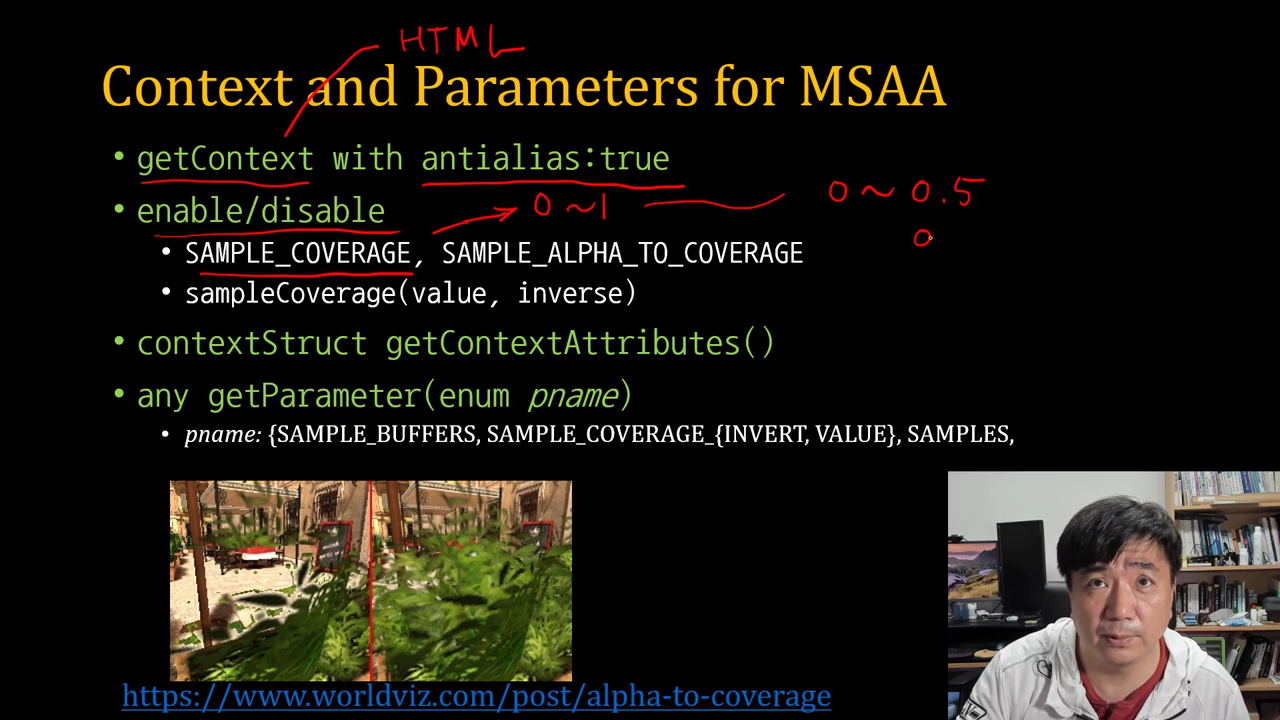 HTML
Context and Parameters for MSAA
• getContext with antialias:true
• enable/disable
0 ~ 1
0 ~ 0.5
0
• SAMPLE_COVERAGE, SAMPLE_ALPHA_TO_COVERAGE
• sampleCoverage(value, inverse)
• contextStruct getContextAttributes()
• any getParameter(enum pname)
• pname: {SAMPLE_BUFFERS, SAMPLE_COVERAGE_{INVERT, VALUE}, SAMPLES,
https://www.worldviz.com/post/alpha-to-coverage